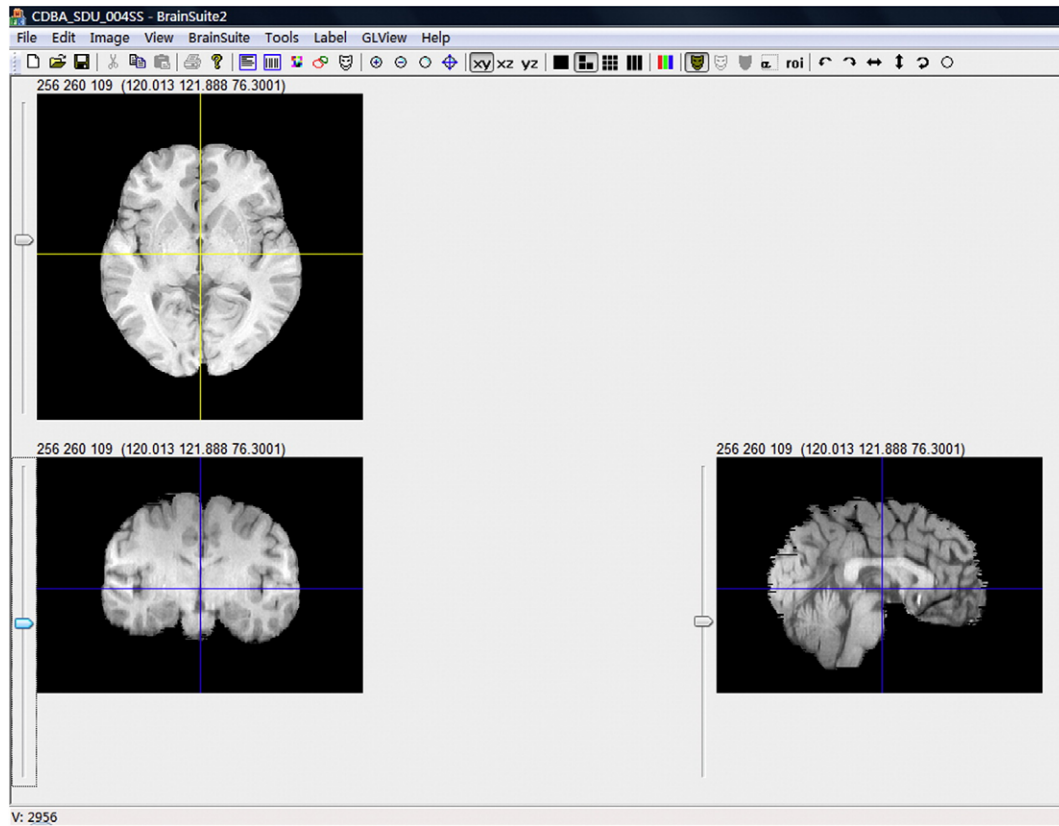 CDBA_SDU_004SS - BrainSuite2
File Edit Image View BrainSuite Tools Label GLView Help
xy xz yz α roi
256 260 109 (120.013 121.888 76.3001)
256 260 109 (120.013 121.888 76.3001)
256 260 109 (120.013 121.888 76.3001)
V: 2956